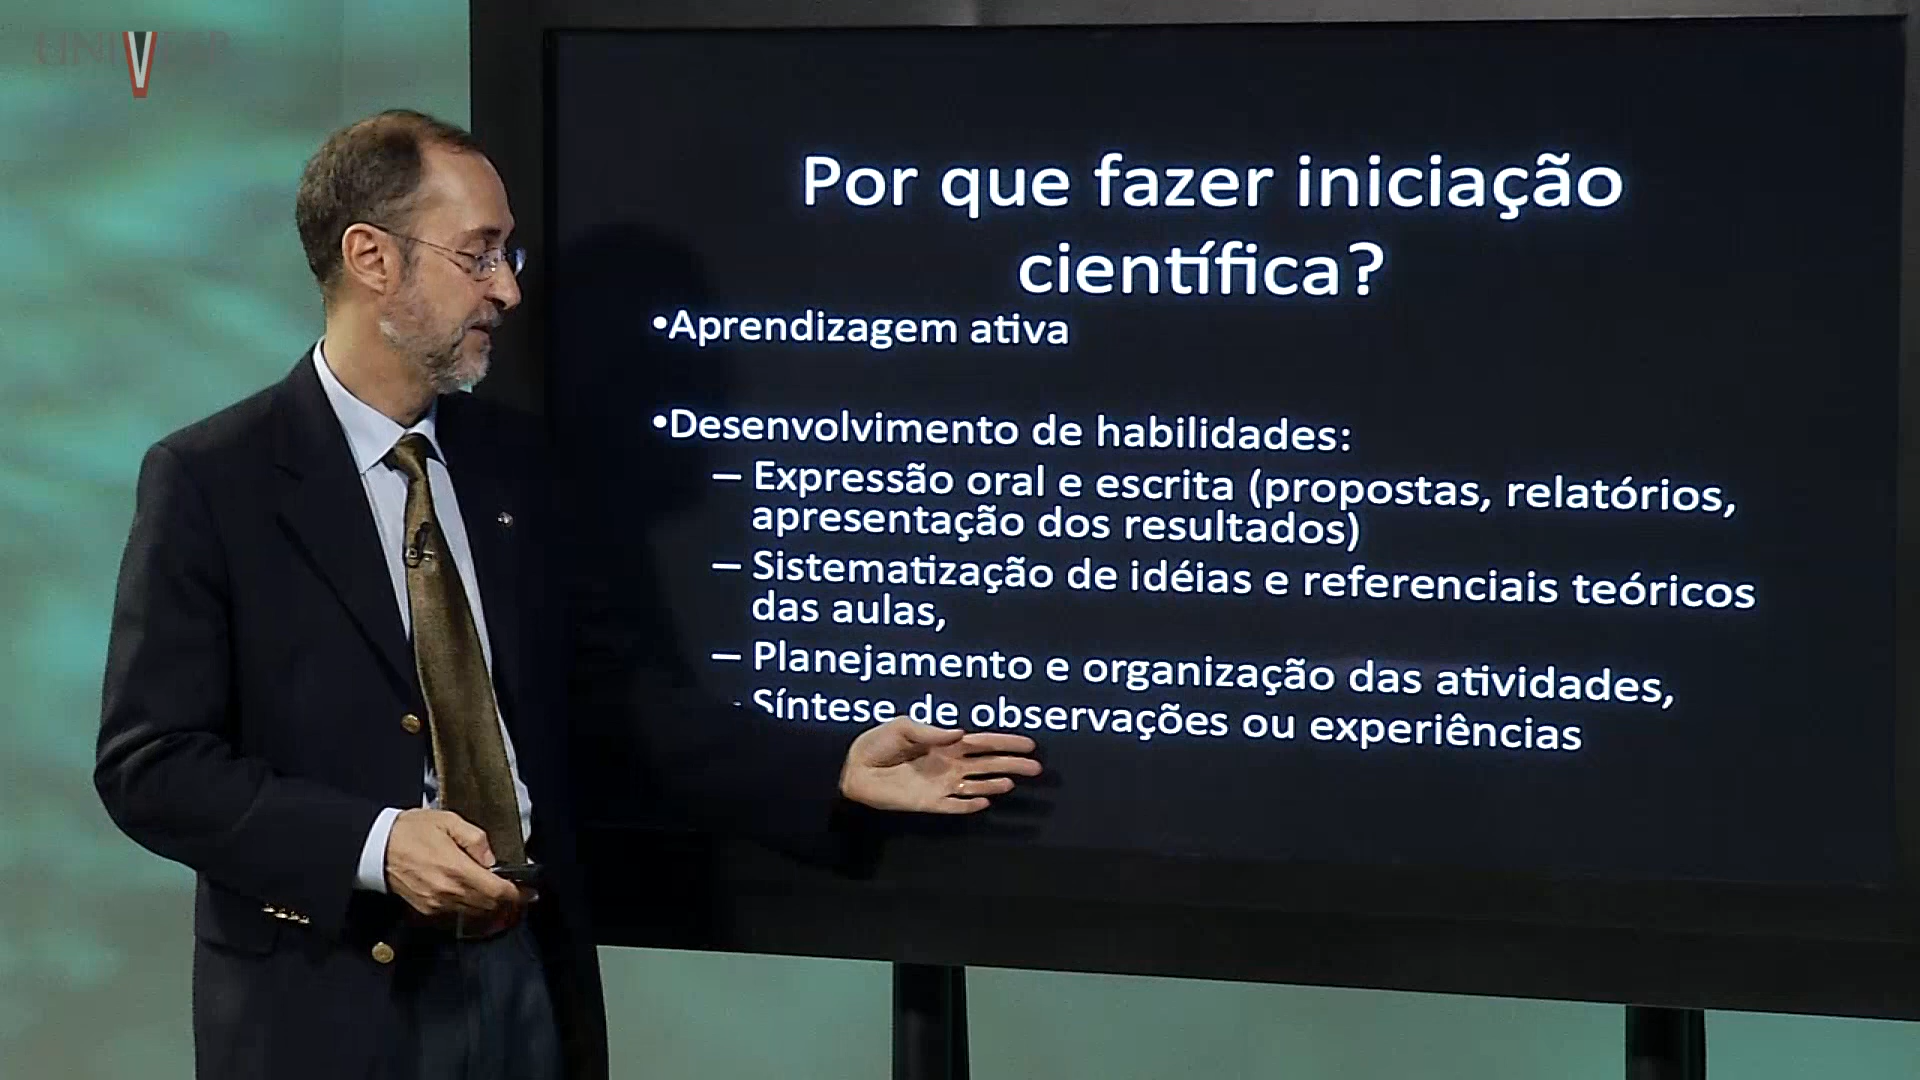 UNIVESP
Por que fazer iniciação
científica?
•Aprendizagem ativa
•Desenvolvimento de habilidades:
– Expressão oral e escrita (propostas, relatórios,
apresentação dos resultados)
– Sistematização de idéias e referenciais teóricos
das aulas,
– Planejamento e organização das atividades,
- Síntese de observações ou experiências